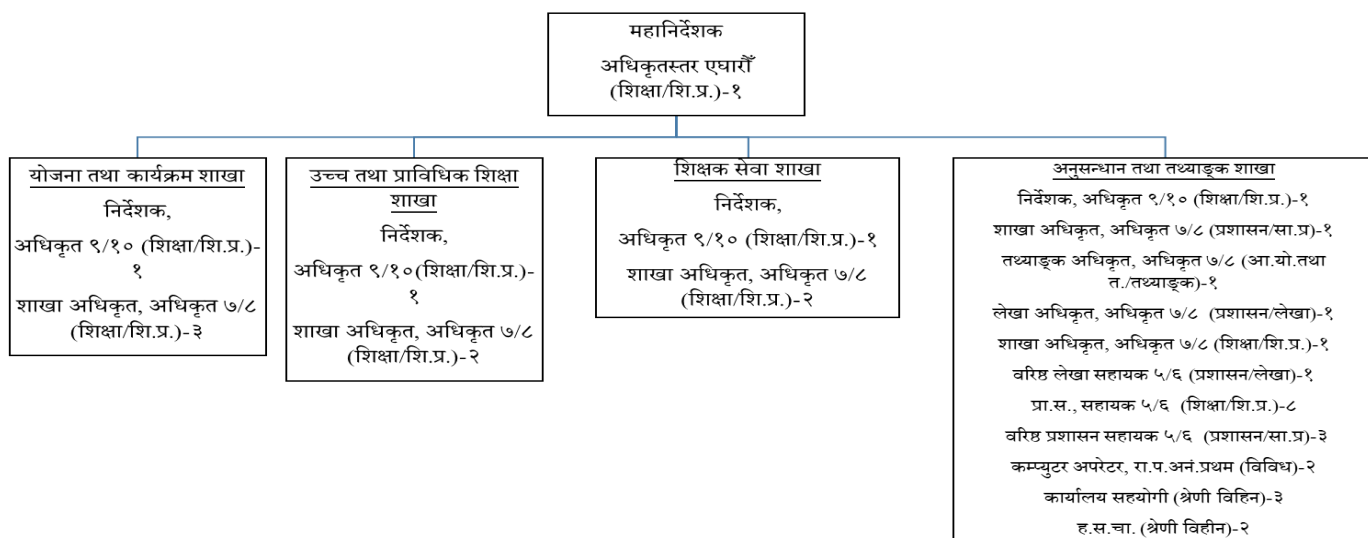 महानिर्देशक
अधिकृतस्तर एघारौँ
(शिक्षा/शि.प्र.)-१
योजना तथा कार्यक्रम शाखा
निर्देशक,
अधिकृत ९/१० (शिक्षा/शि.प्र.)-
१
शाखा अधिकृत, अधिकृत ७/८
(शिक्षा/शि.प्र.)-३
उच्च तथा प्राविधिक शिक्षा
शाखा
निर्देशक,
अधिकृत ९/१०(शिक्षा/शि.प्र.)-
१
शाखा अधिकृत, अधिकृत ७/८
(शिक्षा/शि.प्र.)-२
शिक्षक सेवा शाखा
निर्देशक,
अधिकृत ९/१० (शिक्षा/शि.प्र.)-१
शाखा अधिकृत, अधिकृत ७/८
(शिक्षा/शि.प्र.)-२
अनुसन्धान तथा तथ्याङ्क शाखा
निर्देशक, अधिकृत ९/१० (शिक्षा/शि.प्र.)-१
शाखा अधिकृत, अधिकृत ७/८ (प्रशासन/सा.प्र)-१
तथ्याङ्क अधिकृत, अधिकृत ७/८ (आ.यो.तथा
त./तथ्याङ्क)-१
लेखा अधिकृत, अधिकृत ७/८ (प्रशासन/लेखा)-१
शाखा अधिकृत, अधिकृत ७/८ (शिक्षा/शि.प्र.)-१
वरिष्ठ लेखा सहायक ५/६ (प्रशासन/लेखा)-१
प्रा.स., सहायक ५/६ (शिक्षा/शि.प्र.)-८
वरिष्ठ प्रशासन सहायक ५/६ (प्रशासन/सा.प्र)-३
कम्प्युटर अपरेटर, रा.प.अनं.प्रथम (विविध)-२
कार्यालय सहयोगी (श्रेणी विहिन)-३
ह.स.चा. (श्रेणी विहीन)-२